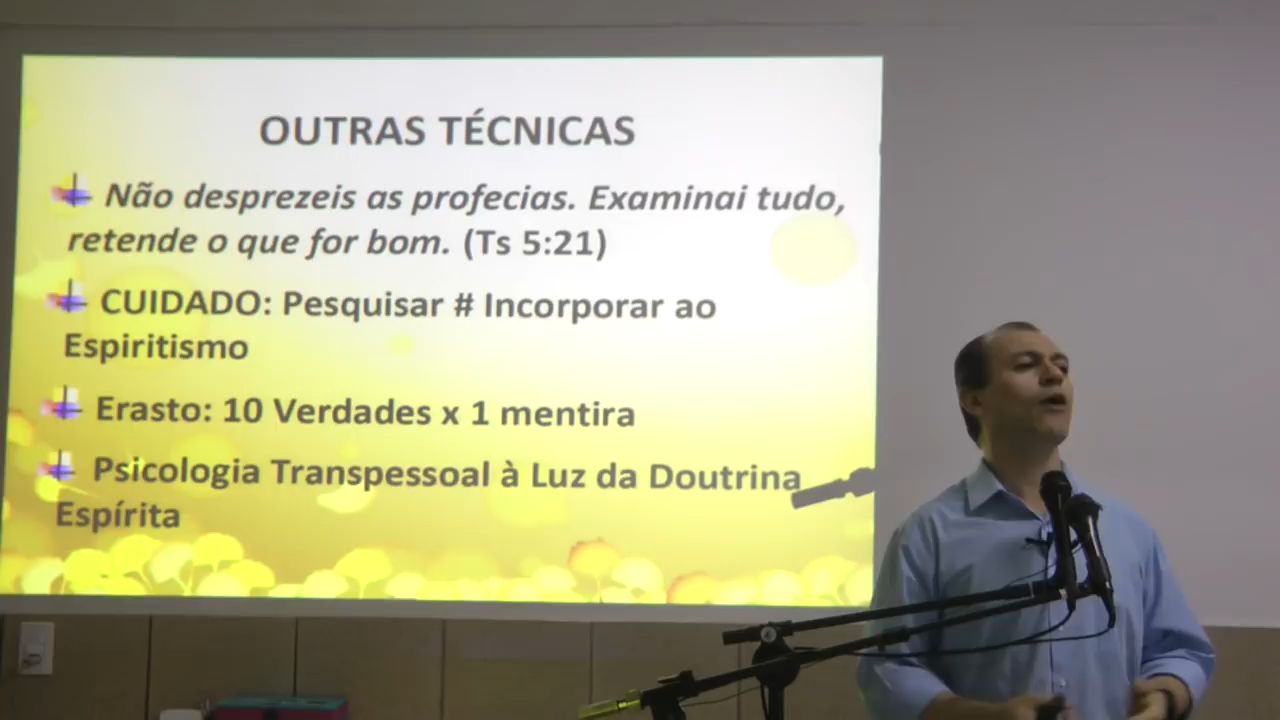 OUTRAS TÉCNICAS
Não desprezeis as profecias. Examinai tudo,
retende o que for bom. (Ts 5:21)
CUIDADO: Pesquisar # Incorporar ao
Espiritismo
Erasto: 10 Verdades x 1 mentira
Psicologia Transpessoal à Luz da Doutrina
Espírita